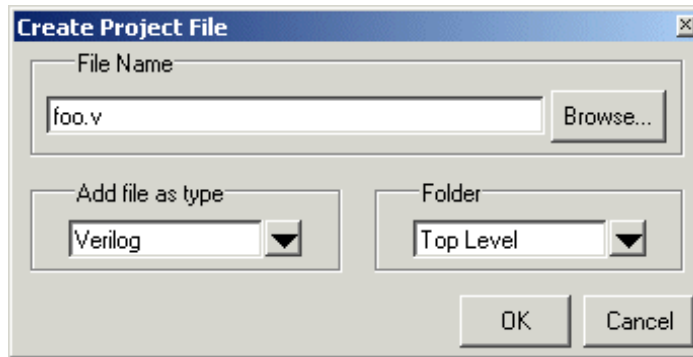 Create Project File
File Name
foo.v
Browse...
Add file as type
Folder
Verilog
Top Level
OK
Cancel